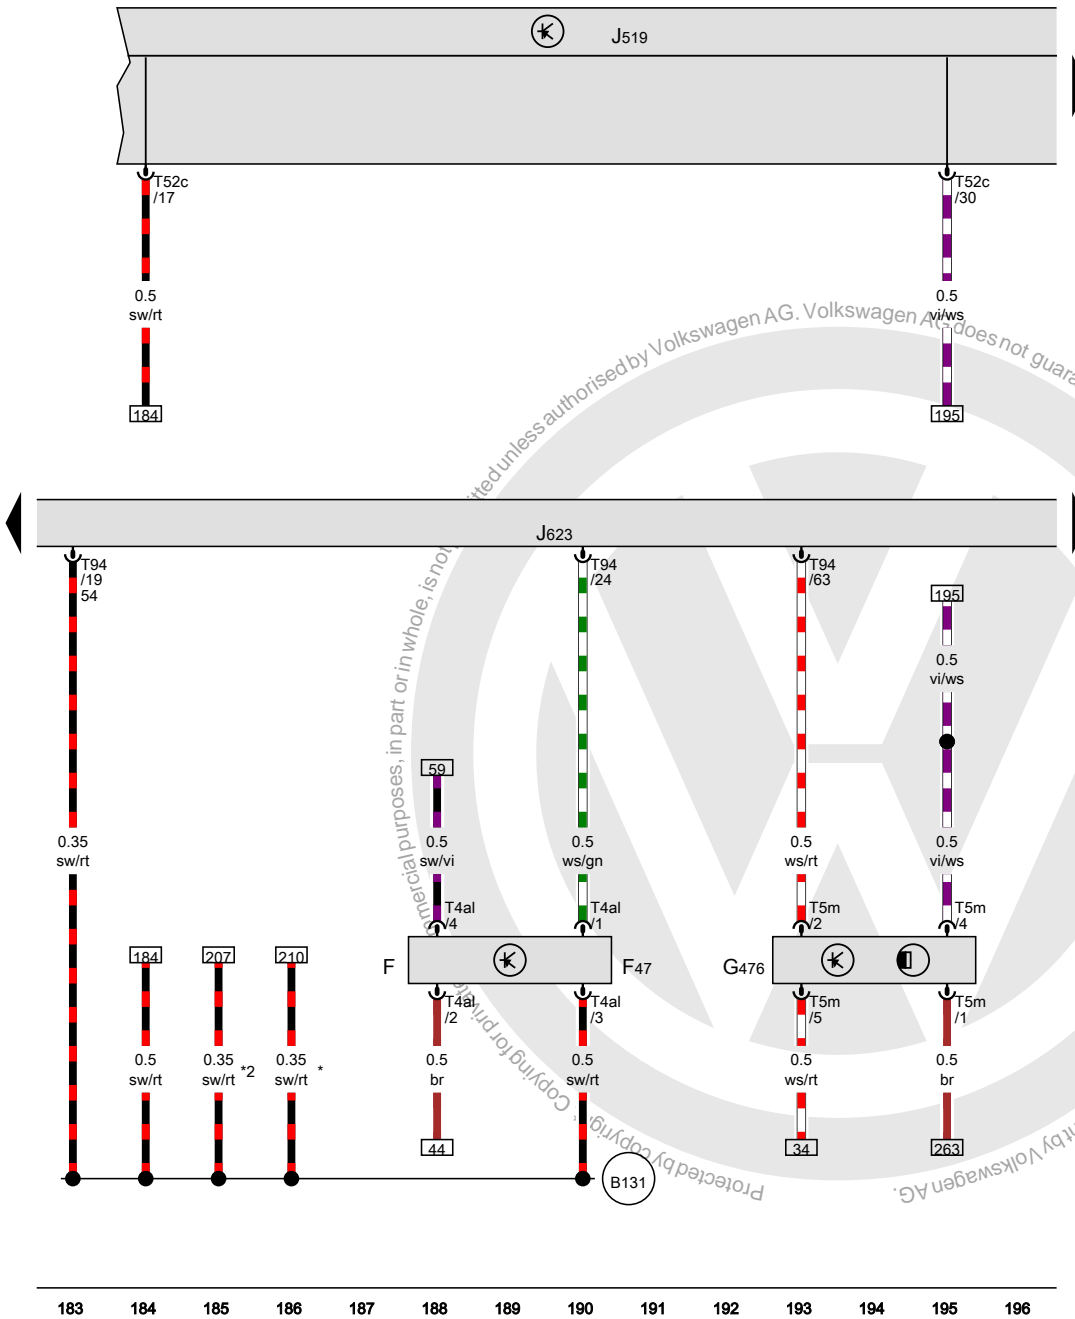 J519
T52c
/17
T52c
/30
0.5
sw/rt
0.5
vi/ws
184
195
J623
T94
/19
54
T94
/24
T94
/63
195
0.5
vi/ws
59
0.35
sw/rt
0.5
sw/vi
0.5
ws/gn
0.5
ws/rt
0.5
vi/ws
T4al
/4
T4al
/1
T5m
/2
T5m
/4
184
207
210
F
F47
G476
T4al
/2
T4al
/3
T5m
/5
T5m
/1
0.5
sw/rt
0.35
sw/rt
*2
0.35
sw/rt
*
0.5
br
0.5
sw/rt
0.5
ws/rt
0.5
br
44
34
263
B131
183 184 185 186 187 188 189 190 191 192 193 194 195 196
itted unless authorised by Volkswagen AG. Volkswagen AG does not guara
mercial purposes, in part or in whole, is not
Protected by copyrig Copying for private
nt by Volkswagen AG.